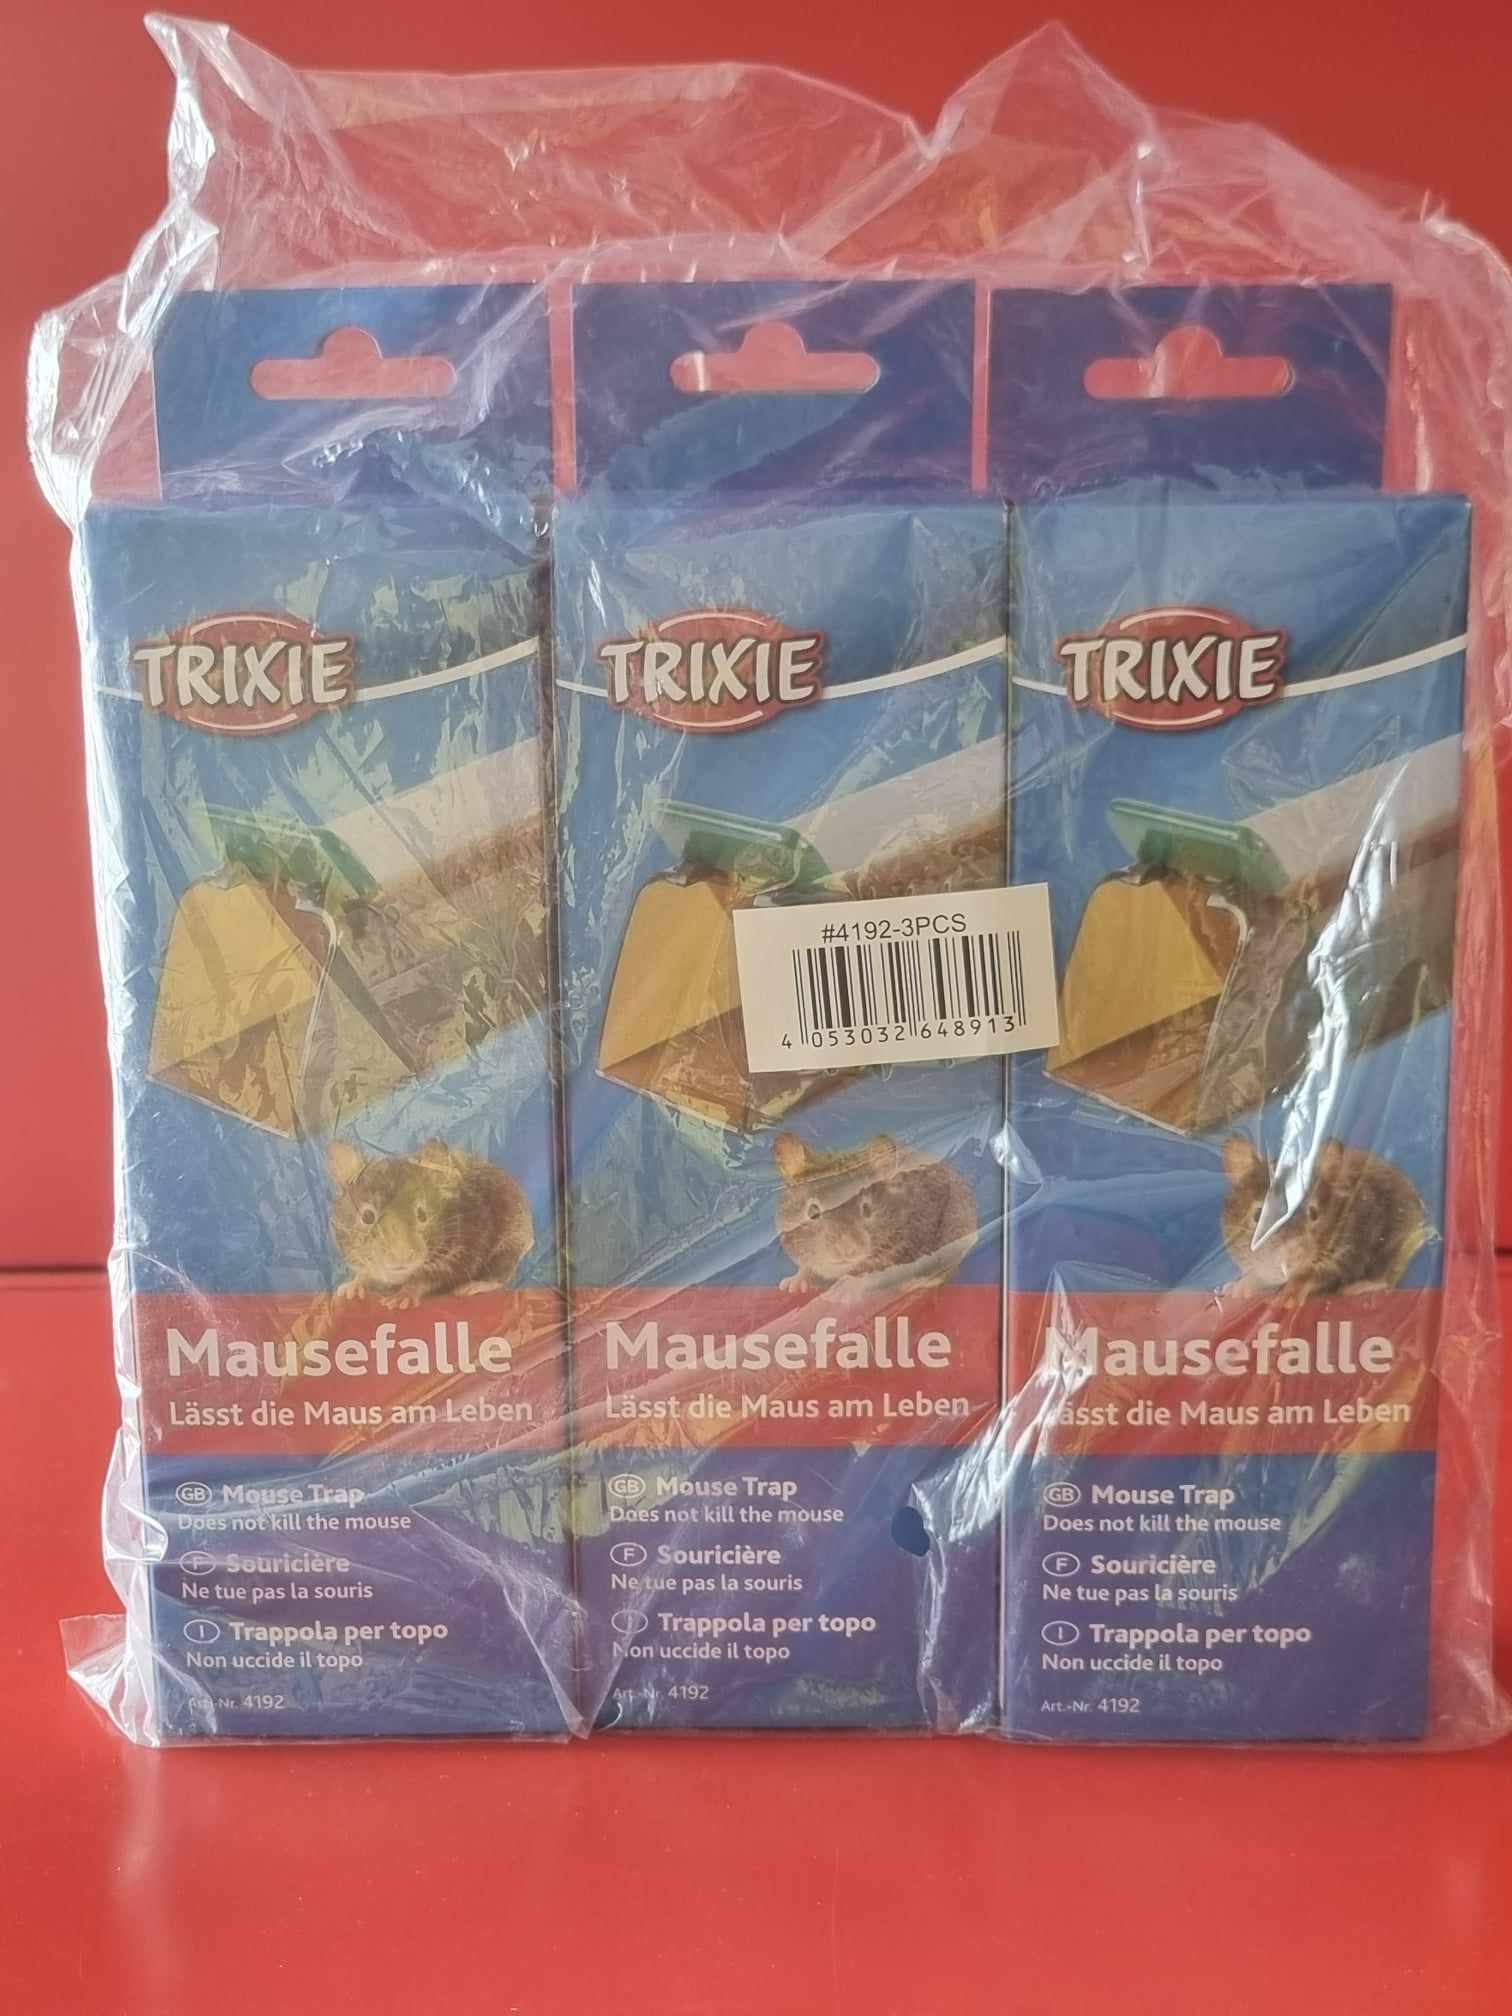 TRIXIE
Mausefalle
Lässt die Maus am Leben
GB Mouse Trap
Does not kill the mouse
F Souricière
Ne tue pas la souris
I Trappola per topo
Non uccide il topo
Art.-Nr. 4192
TRIXIE
#4192-3PCS
4 053032 648913
Mausefalle
Lässt die Maus am Leben
GB Mouse Trap
Does not kill the mouse
F Souricière
Ne tue pas la souris
I Trappola per topo
Non uccide il topo
Art.-Nr. 4192
TRIXIE
Mausefalle
Lässt die Maus am Leben
GB Mouse Trap
Does not kill the mouse
F Souricière
Ne tue pas la souris
I Trappola per topo
Non uccide il topo
Art.-Nr. 4192